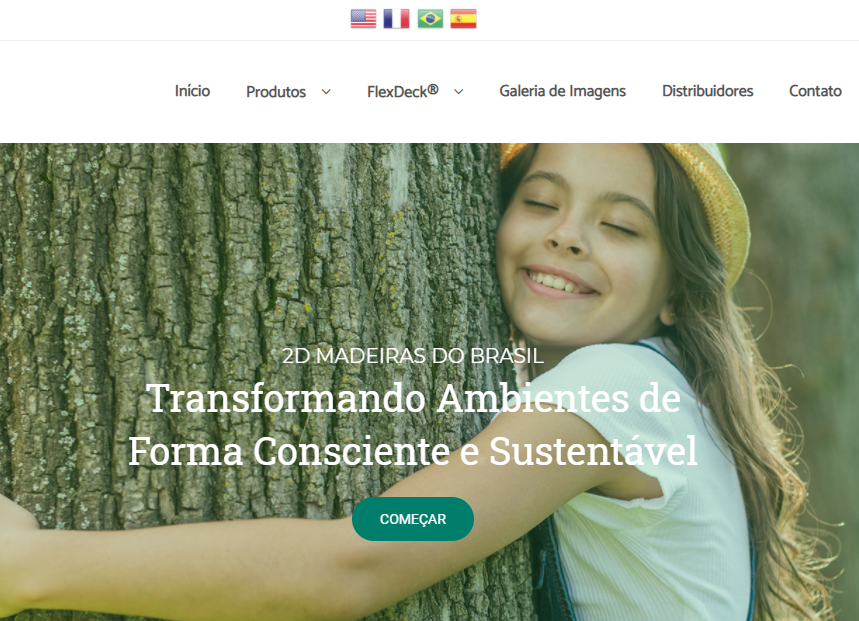 Início Produtos FlexDeck® Galeria de Imagens Distribuidores Contato
2D MADEIRAS DO BRASIL
Transformando Ambientes de
Forma Consciente e Sustentável
COMEÇAR